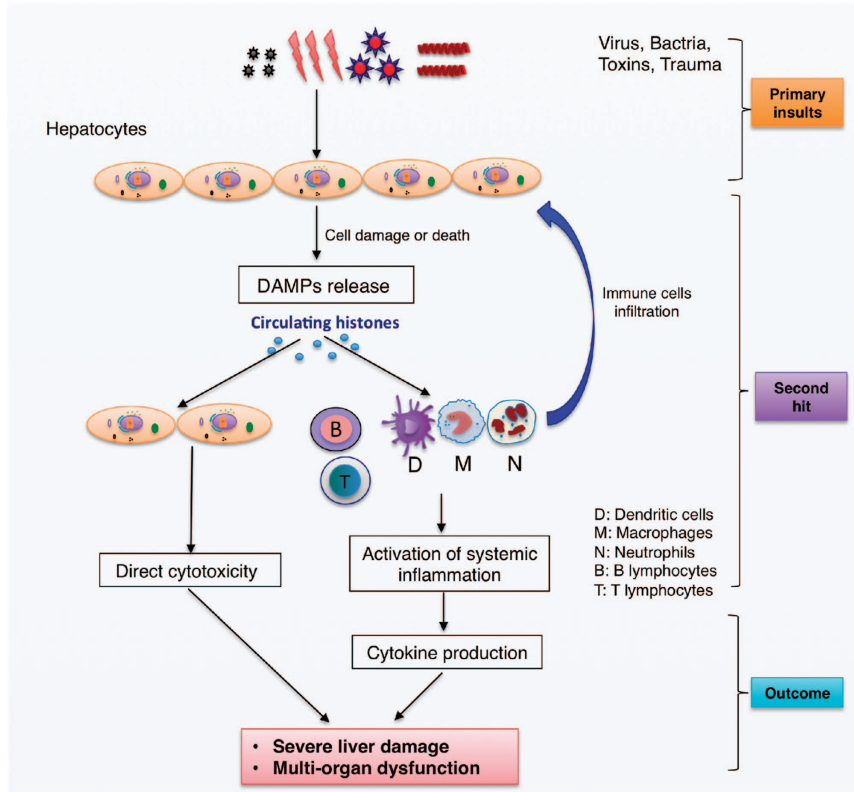 Virus, Bactria,
Toxins, Trauma
Primary
insults
Hepatocytes
Cell damage or death
DAMPs release
Circulating histones
Immune cells
infiltration
Second
hit
B
T
D
M
N
D: Dendritic cells
M: Macrophages
N: Neutrophils
B: B lymphocytes
T: T lymphocytes
Direct cytotoxicity
Activation of systemic
inflammation
Cytokine production
Outcome
• Severe liver damage
• Multi-organ dysfunction